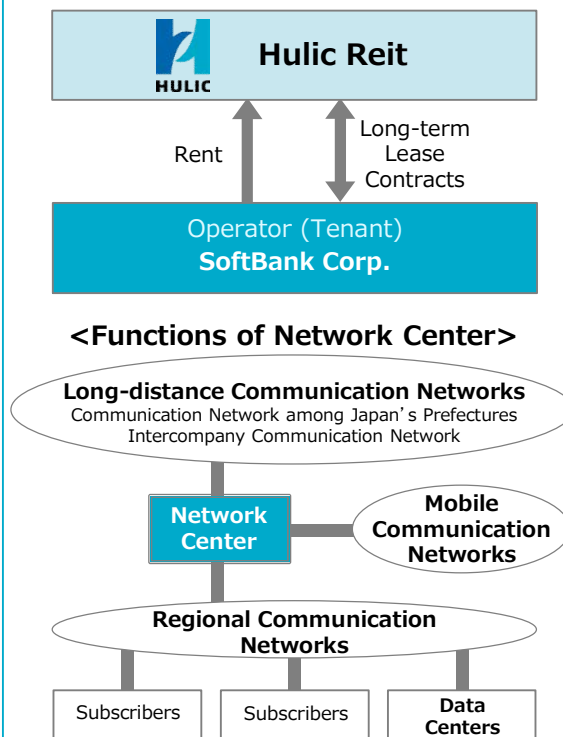 HULIC
Hulic Reit
Rent
Long-term
Lease
Contracts
Operator (Tenant)
SoftBank Corp.
<Functions of Network Center>
Long-distance Communication Networks
Communication Network among Japan's Prefectures
Intercompany Communication Network
Network
Center
Mobile
Communication
Networks
Regional Communication
Networks
Subscribers
Subscribers
Data
Centers